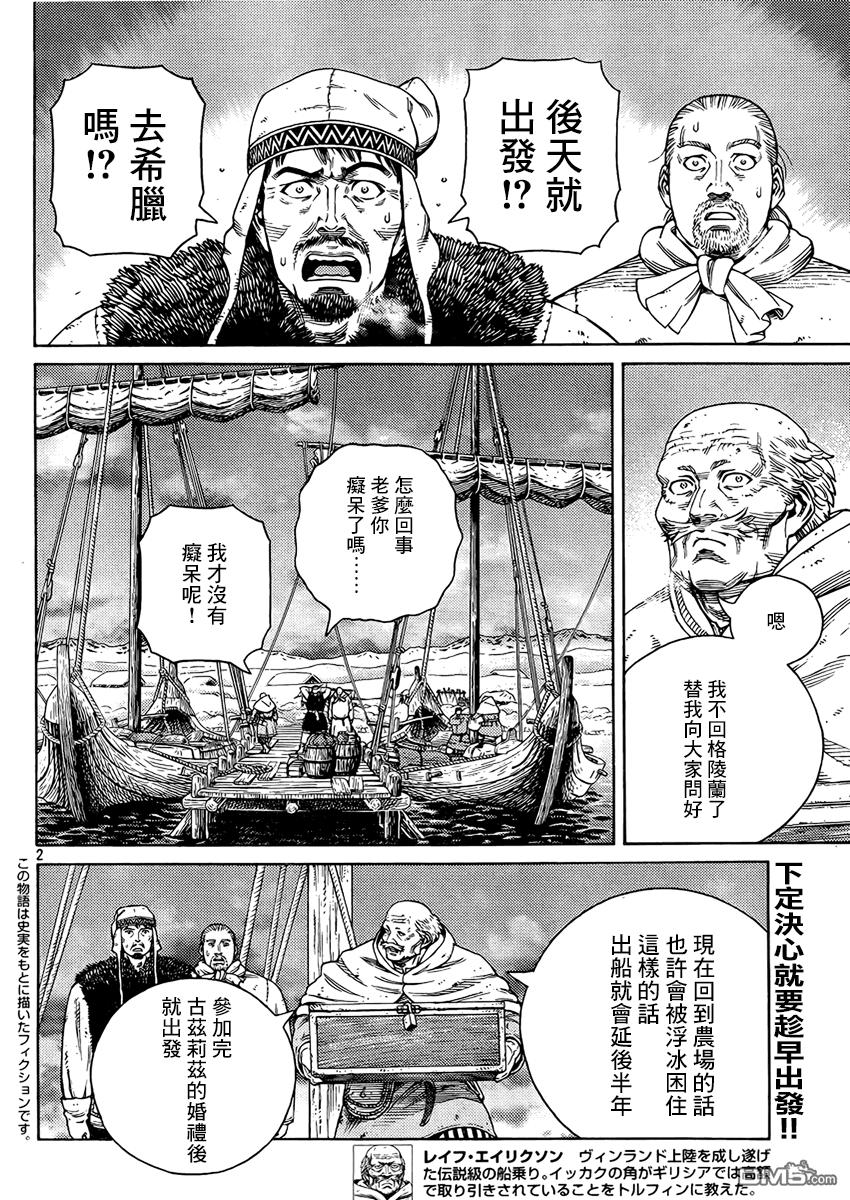 後天就
出發!?
去希臘
嗎!?
嗯
我不回格陵蘭了
替我向大家問好
怎麼回事
老爹你
癡呆了嗎……
我才沒有
癡呆呢！
下定決心就要趁早出發!!
現在回到農場的話
也許會被浮冰困住
這樣的話
出船就會延後半年
參加完
古茲莉茲的婚禮後
就出發
2
この物語は史実をもとに描いたフィクションです。
レイフ・エイリクソン　ヴィンランド上陸を成し遂げ
た伝説級の船乗り。イッカクの角がギリシアでは高額
で取り引きされていることをトルフィンに教えた。